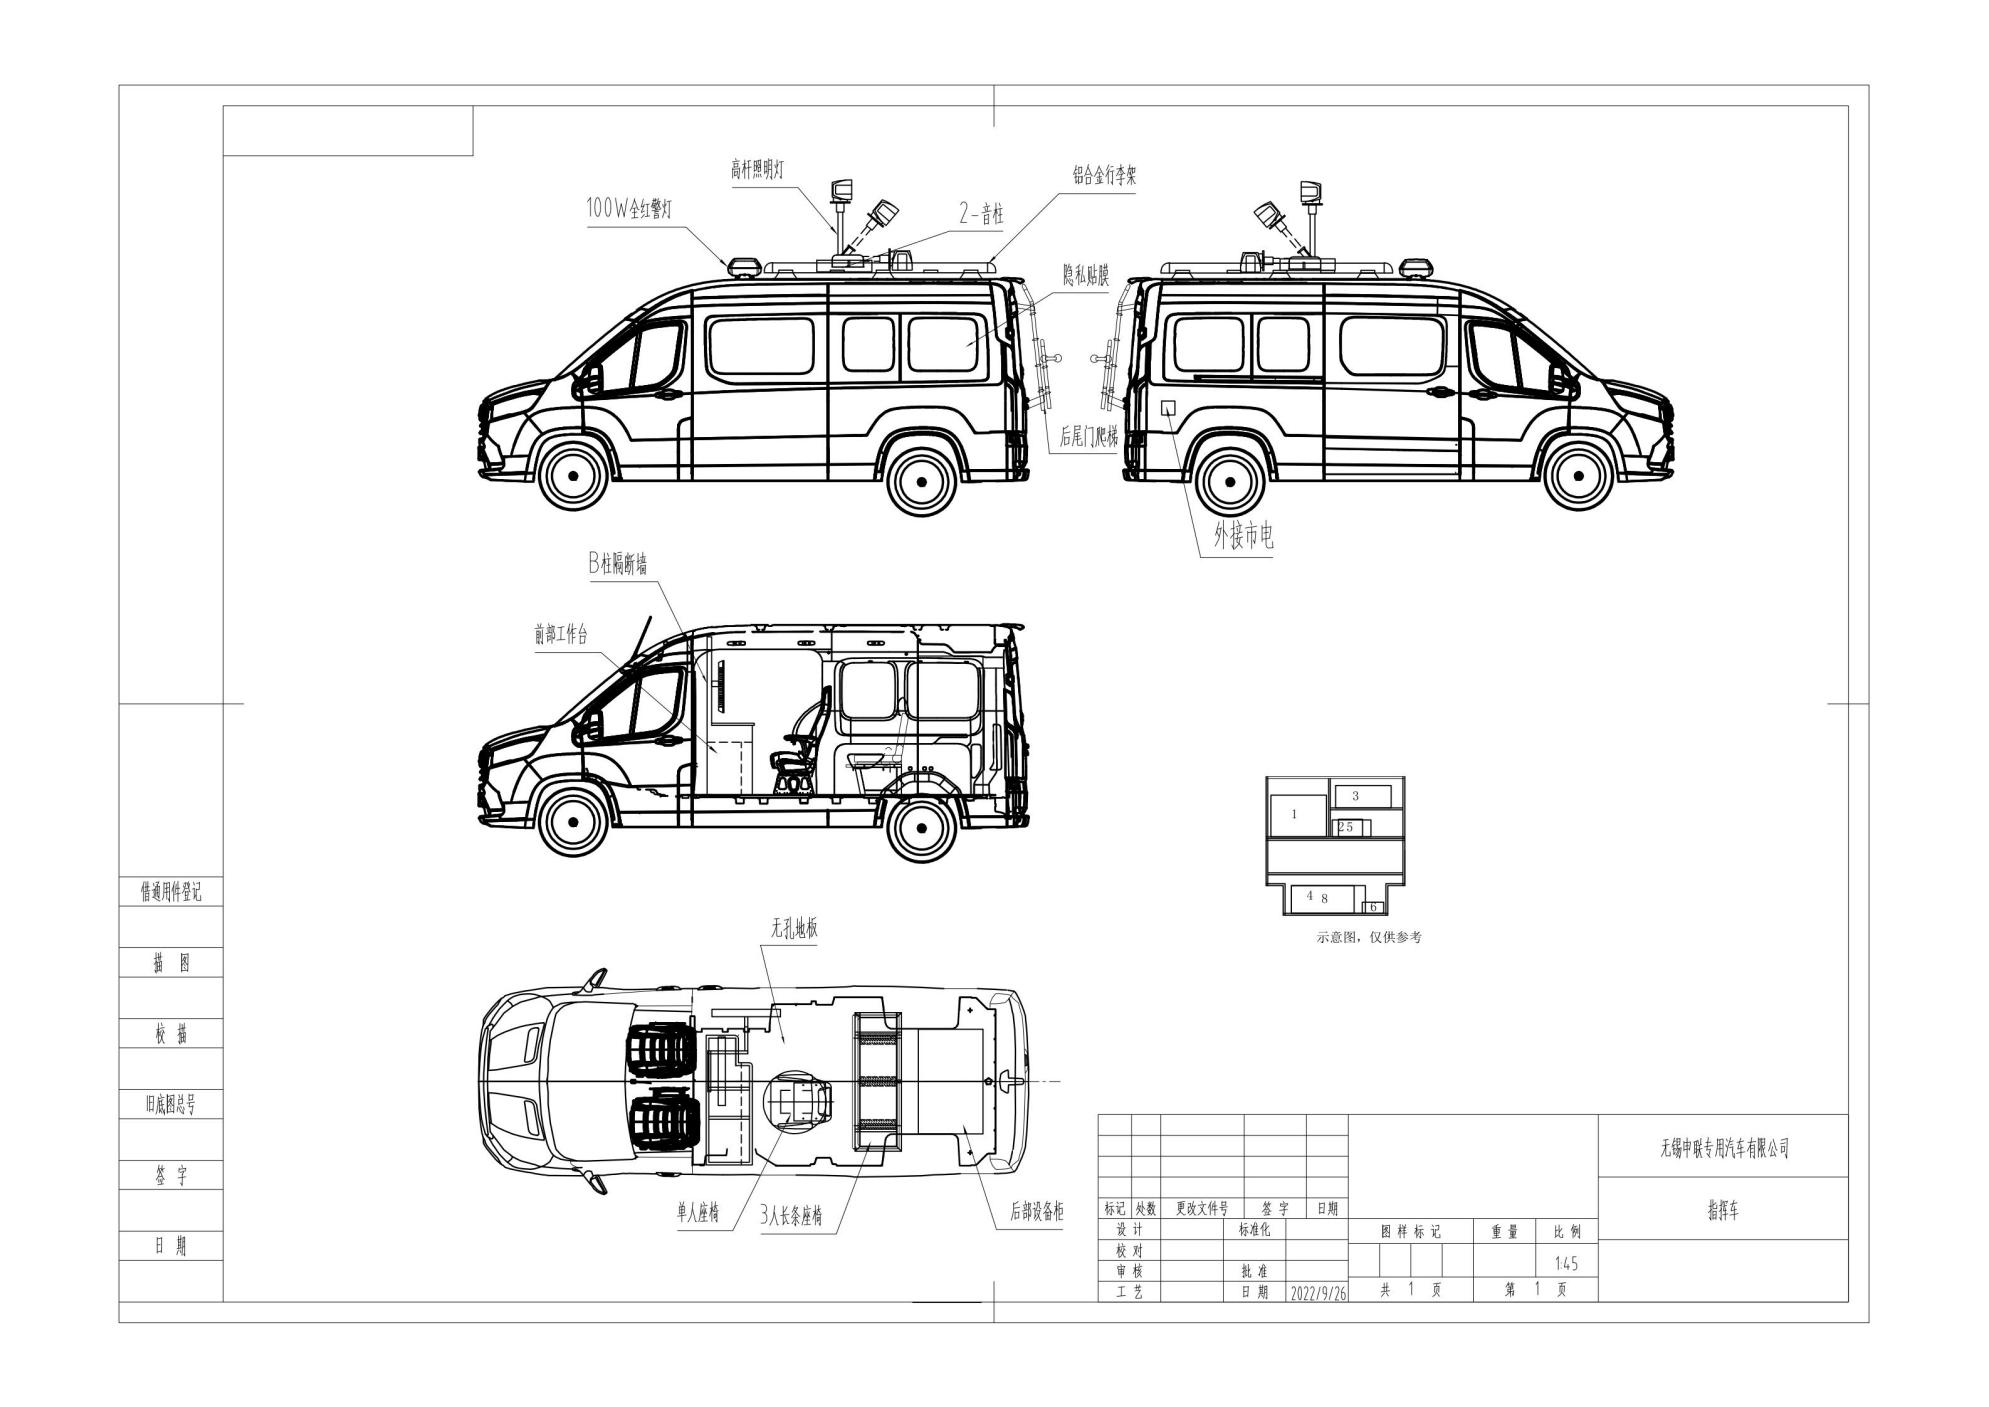 高杆照明灯
铝合金行李架
100W全红警灯
2-音柱
隐私贴膜
后尾门爬梯
外接市电
B柱隔断墙
前部工作台
1
3
25
4 8
6
示意图，仅供参考
无孔地板
单人座椅
3人长条座椅
后部设备柜
借通用件登记
描 图
校 描
旧底图总号
签 字
日 期
标记 处数 更改文件号 签 字 日期
设 计 标准化
校 对
审 核 批 准
工 艺 日 期 2022/9/26
图 样 标 记 重 量 比 例
1:45
共 1 页 第 1 页
无锡申联专用汽车有限公司
指挥车